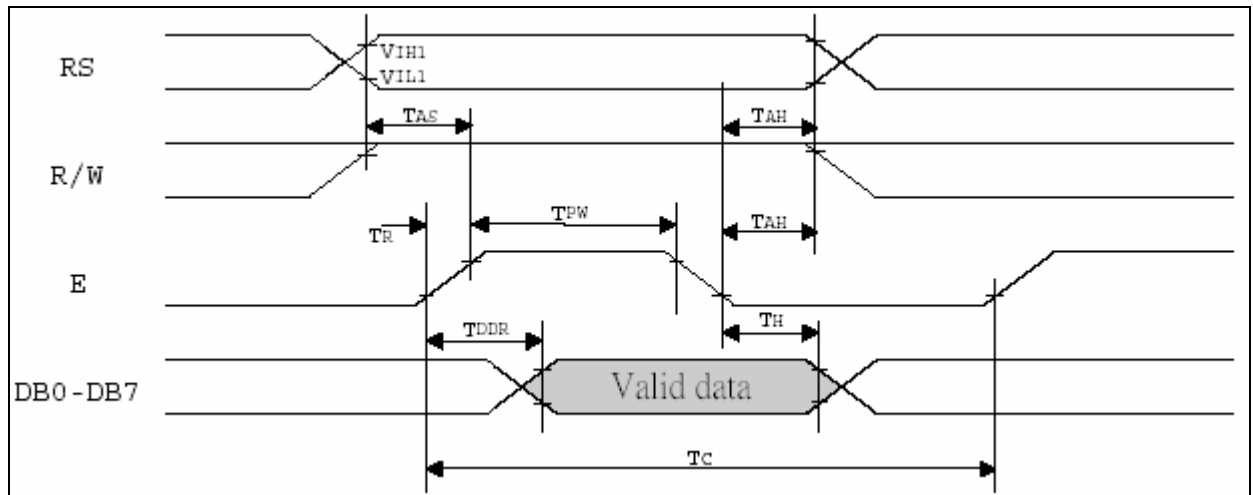 RS
VIH1
VIL1
TAS
TAH
R/W
TR
TPW
TAH
E
TDDR
TH
DB0-DB7
Valid data
TC